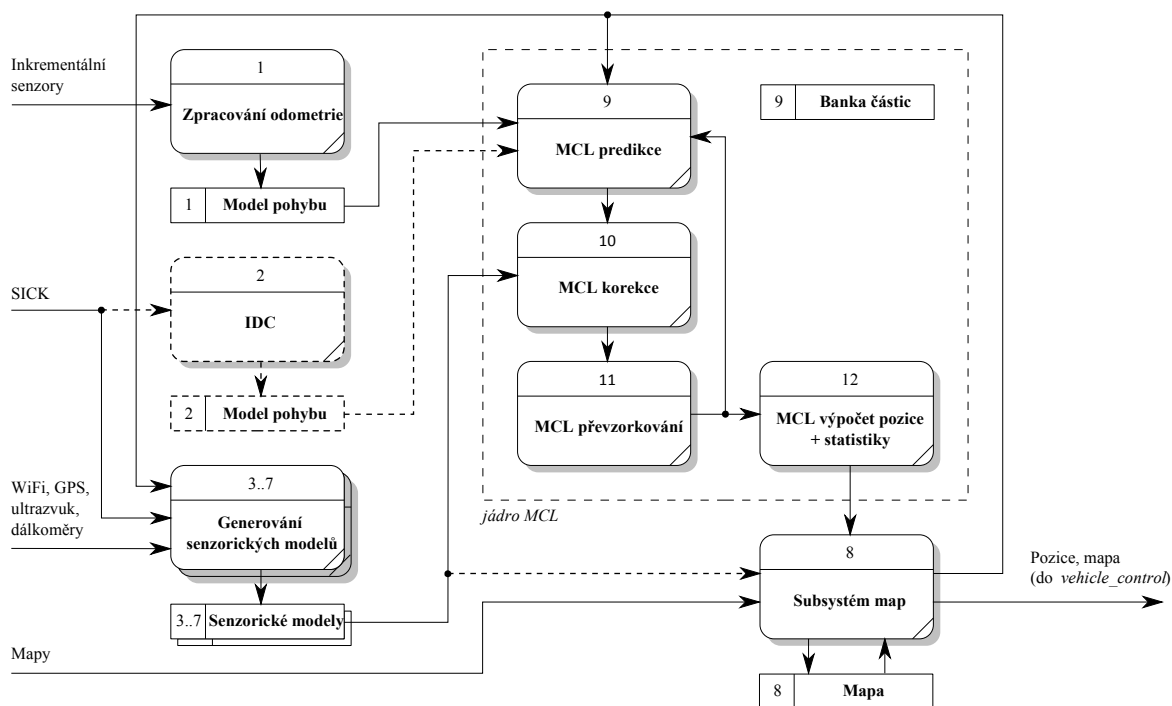 Inkrementální
senzory
1
Zpracování odometrie
1
Model pohybu
SICK
2
IDC
2
Model pohybu
WiFi, GPS,
ultrazvuk,
dálkoměry
3..7
Generování
senzorických modelů
3..7
Senzorické modely
Mapy
9
MCL predikce
9
Banka částic
10
MCL korekce
11
MCL převzorkování
12
MCL výpočet pozice
+ statistiky
jádro MCL
8
Subsystém map
8
Mapa
Pozice, mapa
(do vehicle_control)